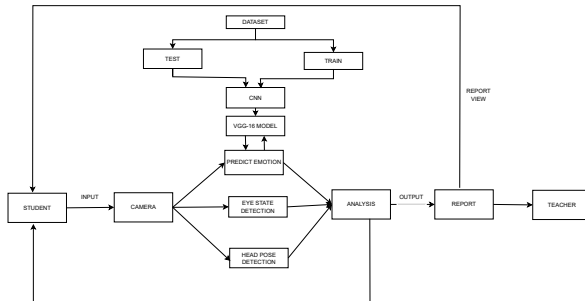 DATASET
TEST
TRAIN
CNN
REPORT
VIEW
VGG-16 MODEL
PREDICT EMOTION
INPUT
OUTPUT
STUDENT
CAMERA
EYE STATE
DETECTION
ANALYSIS
REPORT
TEACHER
HEAD POSE
DETECTION